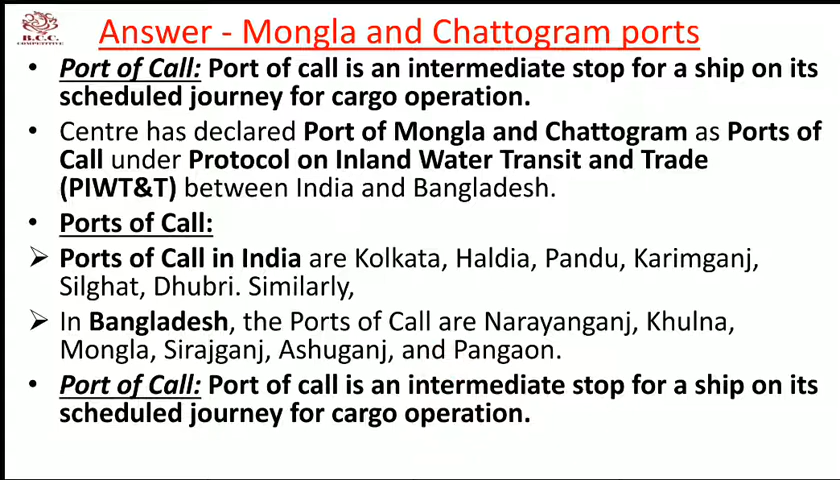 B.C.C.
COMPETITIVE
Answer - Mongla and Chattogram ports
• Port of Call: Port of call is an intermediate stop for a ship on its
scheduled journey for cargo operation.
• Centre has declared Port of Mongla and Chattogram as Ports of
Call under Protocol on Inland Water Transit and Trade
(PIWT&T) between India and Bangladesh.
• Ports of Call:
➢ Ports of Call in India are Kolkata, Haldia, Pandu, Karimganj,
Silghat, Dhubri. Similarly,
➢ In Bangladesh, the Ports of Call are Narayanganj, Khulna,
Mongla, Sirajganj, Ashuganj, and Pangaon.
• Port of Call: Port of call is an intermediate stop for a ship on its
scheduled journey for cargo operation.